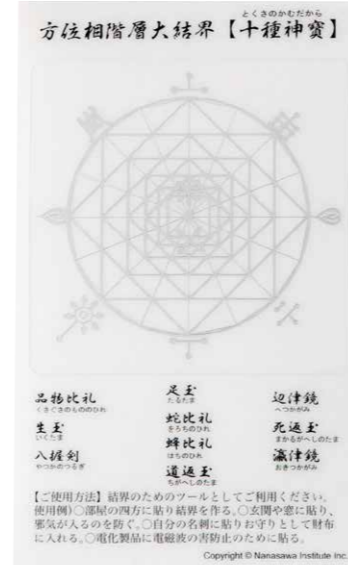 とくさのかむだから
方位相階層大結界【十種神寶】
品物比礼
くさぐさのもののひれ
生玉
いくたま
八握剣
やつかのつるぎ
足玉
たるたま
蛇比礼
きろちのひれ
蜂比礼
はちのひれ
道返玉
ちがへしのたま
辺津鏡
へつかがみ
死返玉
まかるがへしのたま
瀛津鏡
おきつかがみ
【ご使用方法】結界のためのツールとしてご利用ください。
使用例)○部屋の四方に貼り結界を作る。○玄関や窓に貼り、
邪気が入るのを防ぐ。○自分の名刺に貼りお守りとして財布
に入れる。○電化製品に電磁波の害防止のために貼る。
Copyright © Nanasawa Institute Inc.